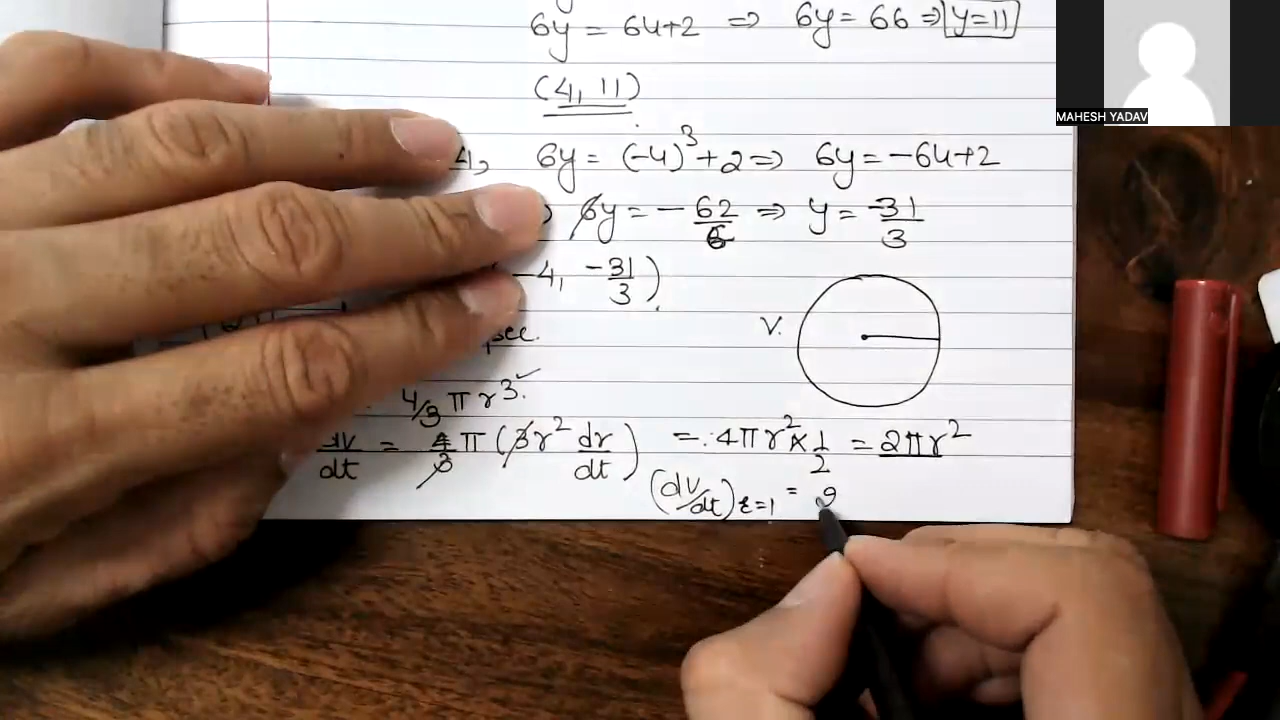 6y = 64+2 ⇒ 6y = 66 ⇒ y=11
(4, 11)
MAHESH YADAV
4, 6y = (-4)³+2 ⇒ 6y = -64+2
⇒ 6y = -62/6 ⇒ y = -31/3
-4, -31/3)
V.
sec.
4/3 πr³.
dv/dt = 4/3 π (3r² dr/dt) = 4πr² × 1/2 = 2πr²
(dv/dt) r=1 =